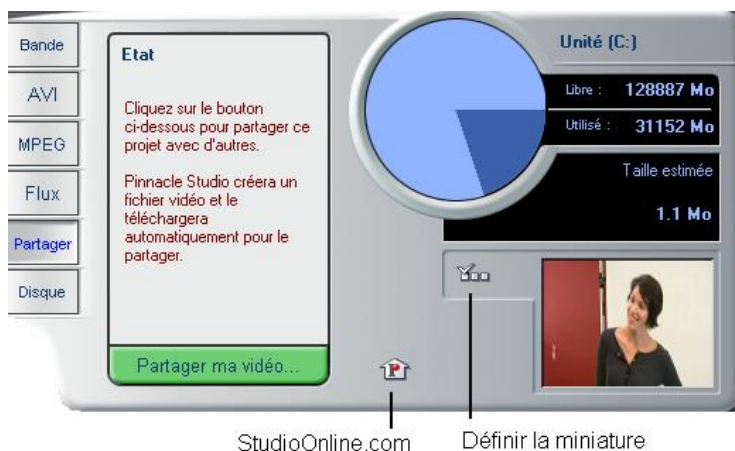 Bande
AVI
MPEG
Flux
Partager
Disque
Etat
Cliquez sur le bouton
ci-dessous pour partager ce
projet avec d'autres.
Pinnacle Studio créera un
fichier vidéo et le
téléchargera
automatiquement pour le
partager.
Partager ma vidéo...
Unité (C:)
Libre : 128887 Mo
Utilisé : 31152 Mo
Taille estimée
1.1 Mo
P
StudioOnline.com
Définir la miniature